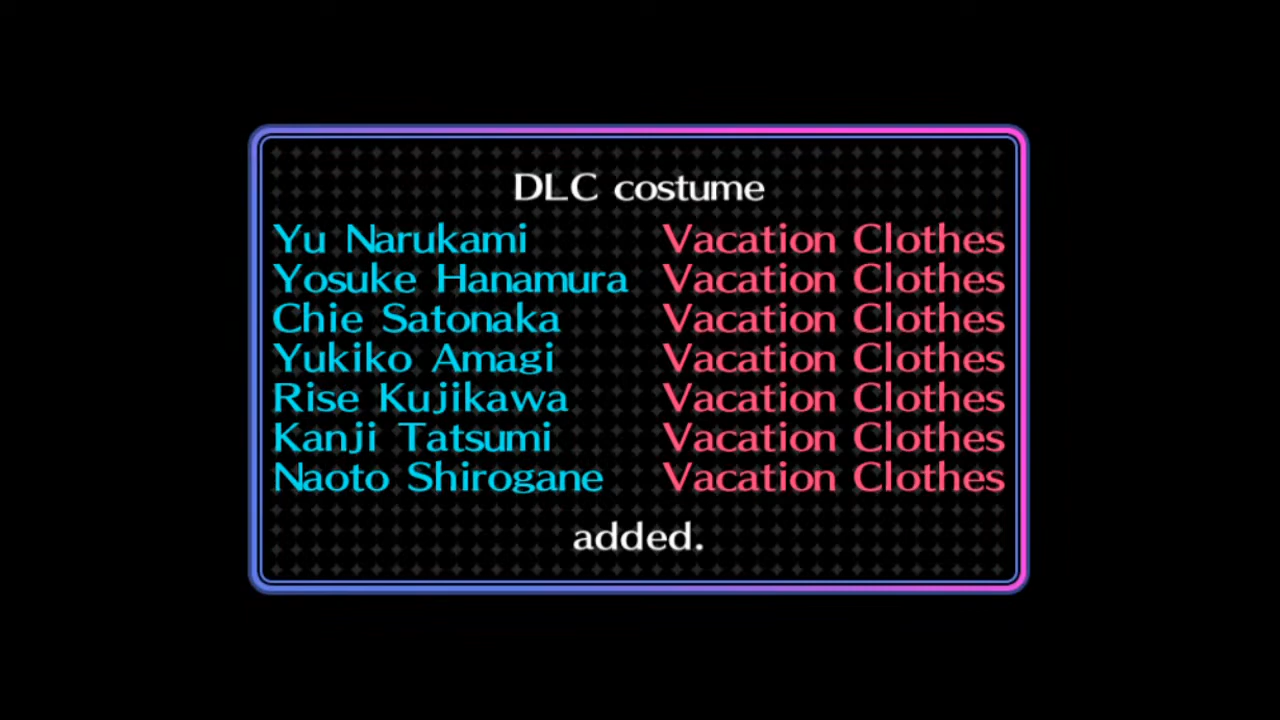 DLC costume
Yu Narukami Vacation Clothes
Yosuke Hanamura Vacation Clothes
Chie Satonaka Vacation Clothes
Yukiko Amagi Vacation Clothes
Rise Kujikawa Vacation Clothes
Kanji Tatsumi Vacation Clothes
Naoto Shirogane Vacation Clothes
added.